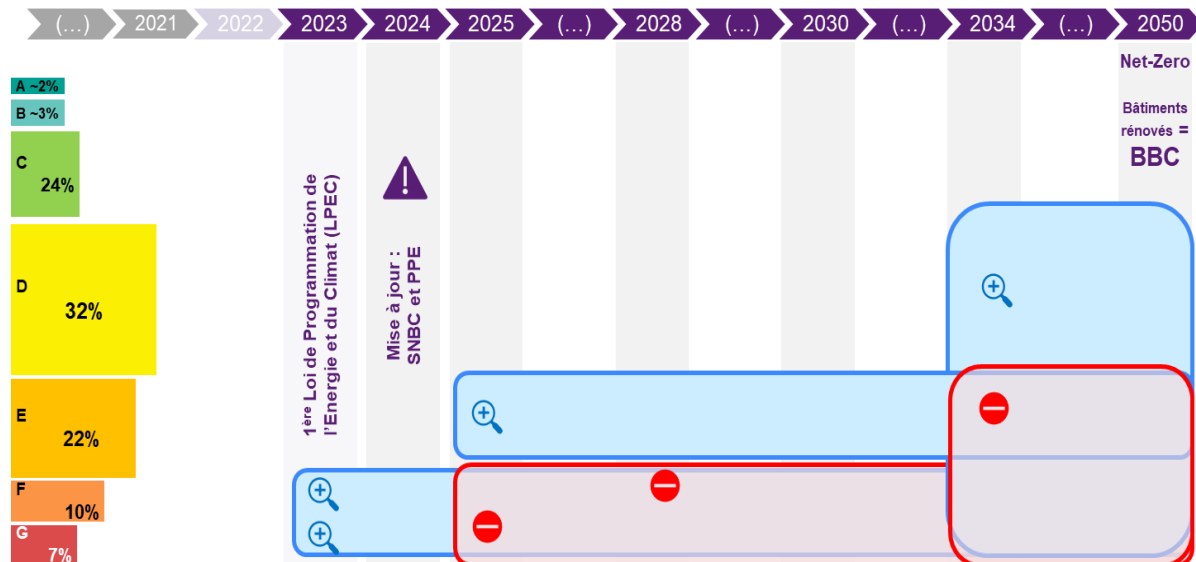 (...) 2021 2022 2023 2024 2025 (...) 2028 (...) 2030 (...) 2034 (...) 2050
Net-Zero
Bâtiments
rénovés =
BBC
A ~2%
B ~3%
C
24%
D
32%
E
22%
F
10%
G
7%
1ère Loi de Programmation de
l'Energie et du Climat (LPEC)
Mise à jour :
SNBC et PPE